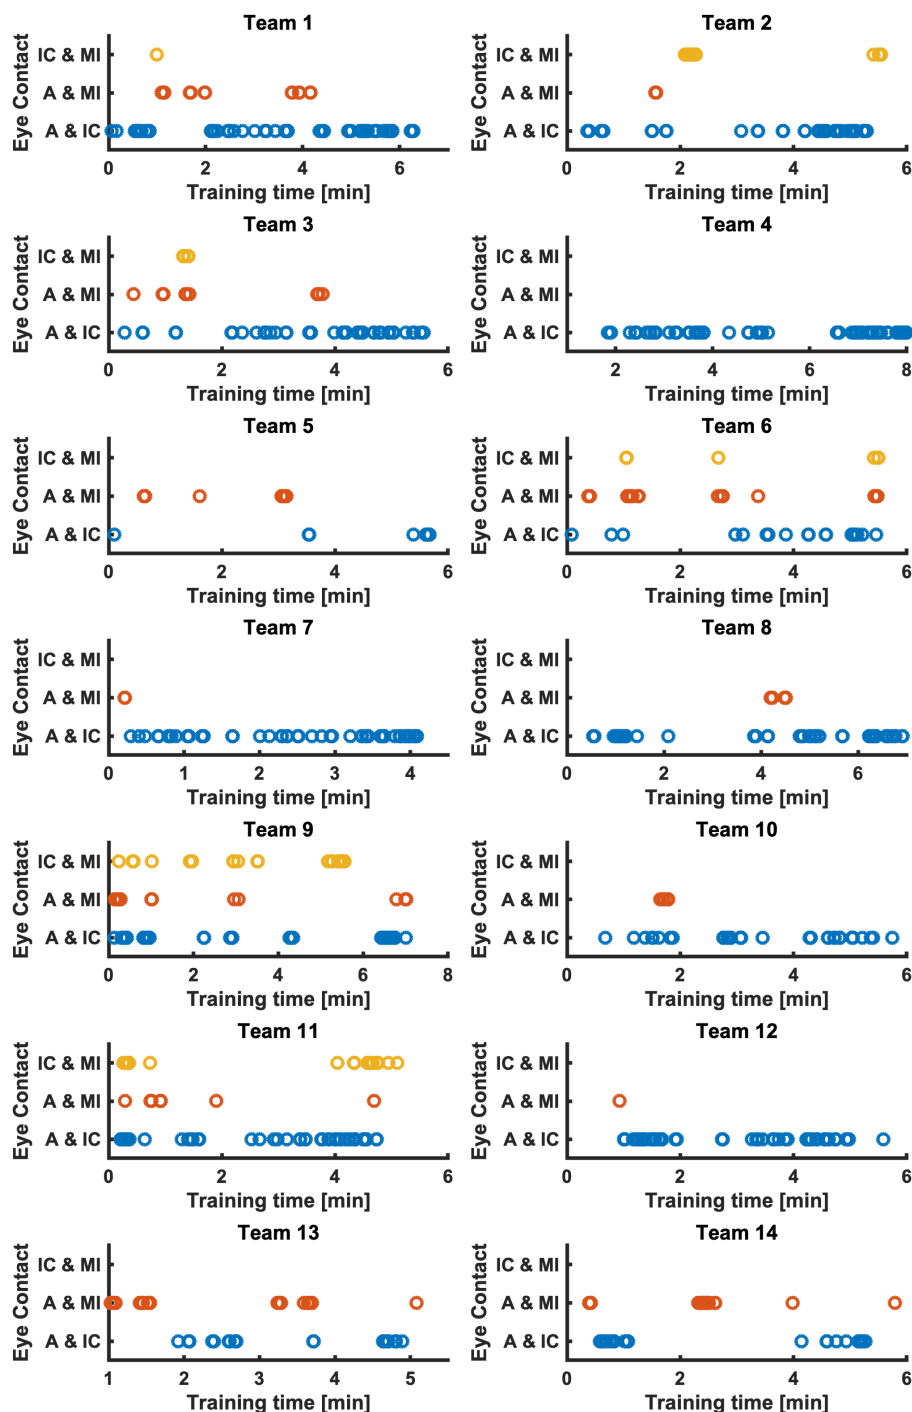 Team 1
Eye Contact
IC & MI
A & MI
A & IC
0 2 4 6
Training time [min]
Team 2
Eye Contact
IC & MI
A & MI
A & IC
0 2 4 6
Training time [min]
Team 3
Eye Contact
IC & MI
A & MI
A & IC
0 2 4 6
Training time [min]
Team 4
Eye Contact
IC & MI
A & MI
A & IC
2 4 6 8
Training time [min]
Team 5
Eye Contact
IC & MI
A & MI
A & IC
0 2 4 6
Training time [min]
Team 6
Eye Contact
IC & MI
A & MI
A & IC
0 2 4 6
Training time [min]
Team 7
Eye Contact
IC & MI
A & MI
A & IC
0 1 2 3 4
Training time [min]
Team 8
Eye Contact
IC & MI
A & MI
A & IC
0 2 4 6
Training time [min]
Team 9
Eye Contact
IC & MI
A & MI
A & IC
0 2 4 6 8
Training time [min]
Team 10
Eye Contact
IC & MI
A & MI
A & IC
0 2 4 6
Training time [min]
Team 11
Eye Contact
IC & MI
A & MI
A & IC
0 2 4 6
Training time [min]
Team 12
Eye Contact
IC & MI
A & MI
A & IC
0 2 4 6
Training time [min]
Team 13
Eye Contact
IC & MI
A & MI
A & IC
1 2 3 4 5
Training time [min]
Team 14
Eye Contact
IC & MI
A & MI
A & IC
0 2 4 6
Training time [min]